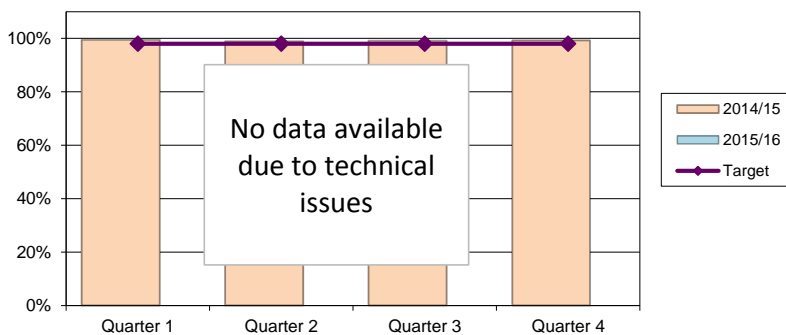 100%
80%
60%
40%
20%
0%
No data available
due to technical
issues
Quarter 1 Quarter 2 Quarter 3 Quarter 4
2014/15
2015/16
Target